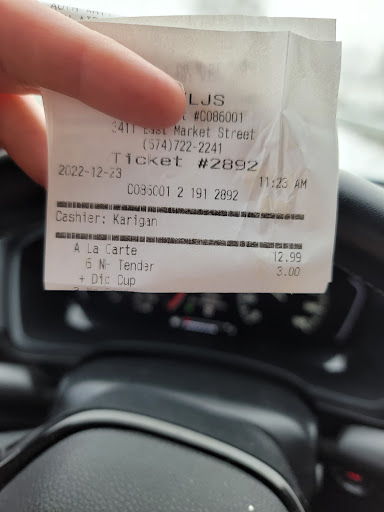 LJS
#C086001
3411 East Market Street
(574)722-2241
Ticket #2892
2022-12-23 11:23 AM
C086001 2 191 2892
Cashier: Karigan
A La Carte 12.99
6 N- Tender 3.00
+ Dip Cup